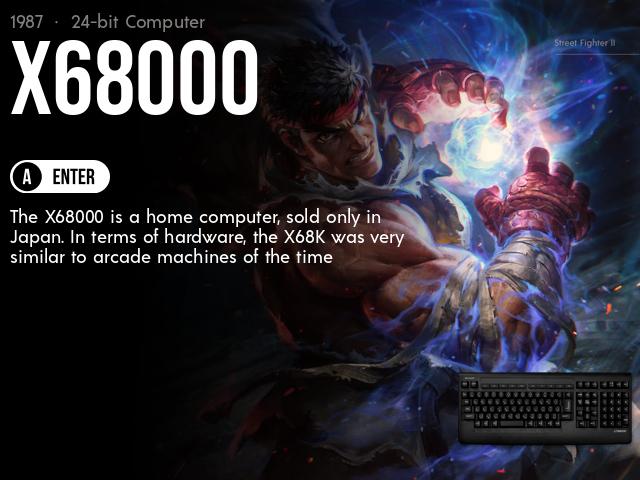 1987 · 24-bit Computer
Street Fighter II
X68000
A ENTER
The X68000 is a home computer, sold only in
Japan. In terms of hardware, the X68K was very
similar to arcade machines of the time